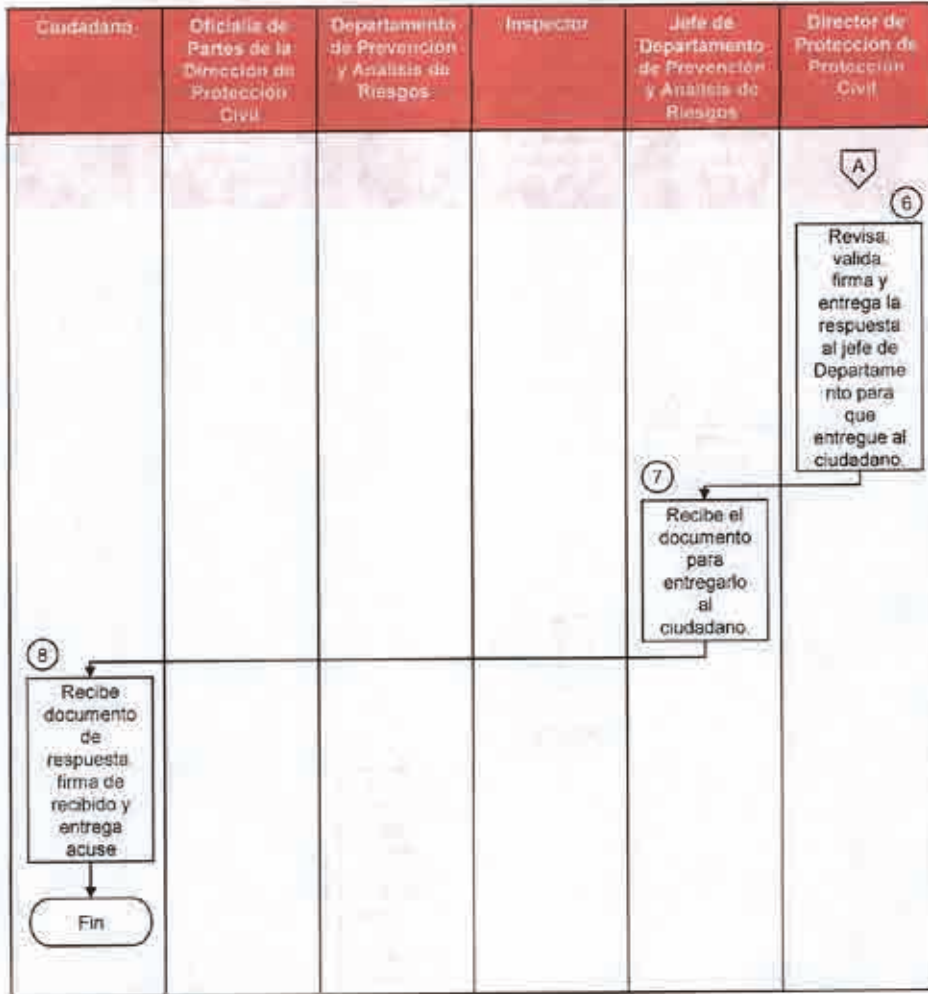 Ciudadano
Oficialía de
Partes de la
Dirección de
Protección
Civil
Departamento
de Prevención
y Análisis de
Riesgos
Inspector
Jefe de
Departamento
de Prevención
y Análisis de
Riesgos
Director de
Protección de
Protección
Civil
A
6
Revisa,
valida,
firma y
entrega la
respuesta
al jefe de
Departame
nto para
que
entregue al
ciudadano.
7
Recibe el
documento
para
entregarlo
al
ciudadano.
8
Recibe
documento
de
respuesta,
firma de
recibido y
entrega
acuse
Fin